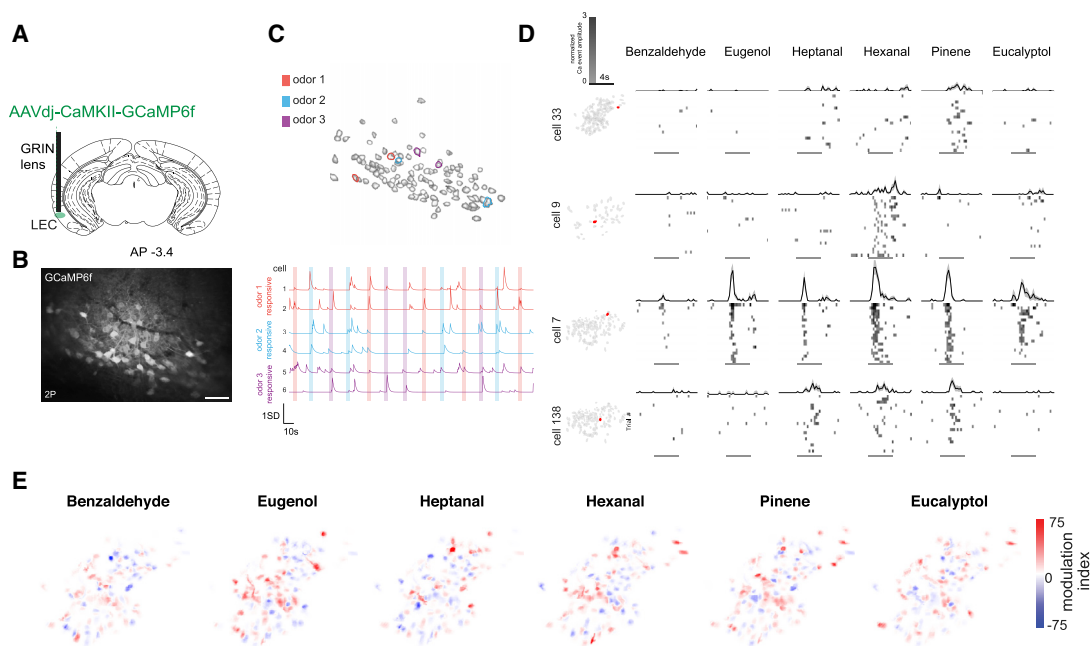 A
AAVdj-CaMKII-GCaMP6f
GRIN
lens
LEC
AP -3.4
B
GCaMP6f
2P
C
odor 1
odor 2
odor 3
cell
odor 1
responsive
1
2
odor 2
responsive
3
4
odor 3
responsive
5
6
1SD
10s
D
3
normalized
Ca event amplitude
0
4s
Benzaldehyde Eugenol Heptanal Hexanal Pinene Eucalyptol
cell 33
cell 9
cell 7
cell 138
Trial #
E
Benzaldehyde Eugenol Heptanal Hexanal Pinene Eucalyptol
75
0
-75
modulation
index